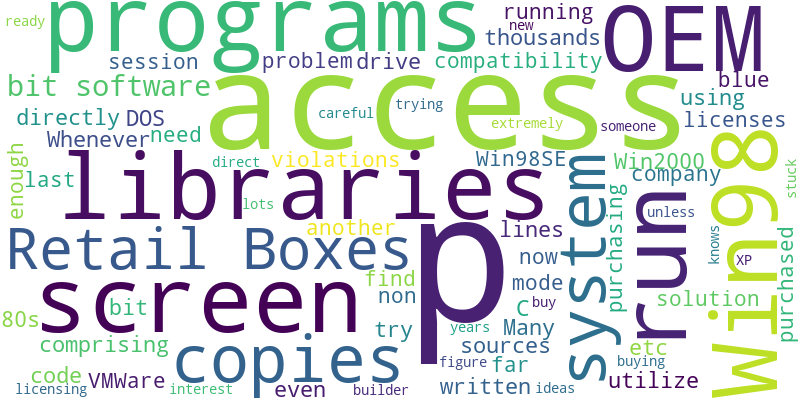 ready
programs
running
new
thousands
OEM
session
problem
drive
compatibility
bit software
access
blue
using
directly
DOS
careful
trying
extremely
someone
licenses
Whenever
need
enough
last
direct
violations
Win98SE
Win2000
company
libraries
lots
another
lines
system
purchasing
run
unless
Win98
stuck
knows
XP
purchased
Retail Boxes
p
now
find
non
mode
solution
screen
bit
80s
try
C
buy
Many
etc
comprising
copies
years
sources
code
VMWare
even
figure
far
buying
utilize
licensing
interest
builder
written
ideas